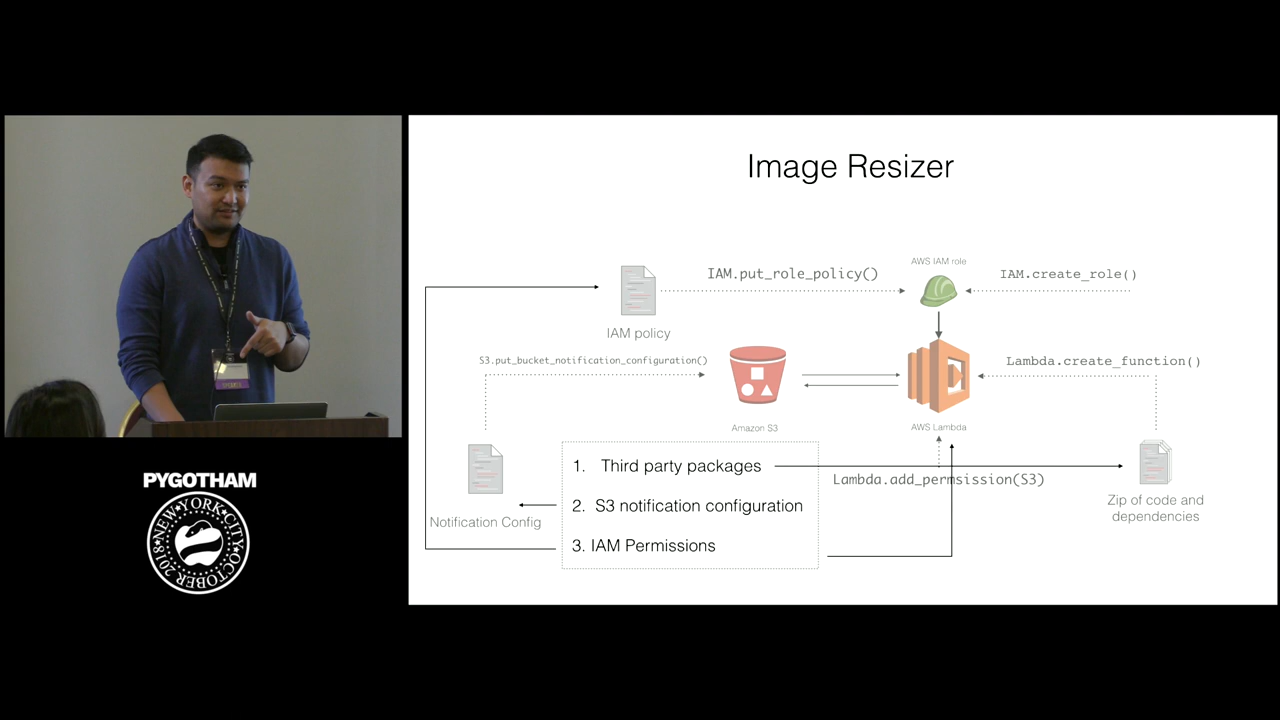 Image Resizer
AWS IAM role
IAM.put_role_policy()
IAM.create_role()
IAM policy
S3.put_bucket_notification_configuration()
Lambda.create_function()
Amazon S3
AWS Lambda
1. Third party packages
Lambda.add_permsission(S3)
2. S3 notification configuration
3. IAM Permissions
Notification Config
Zip of code and
dependencies
PYGOTHAM
NEW YORK CITY OCTOBER 2018